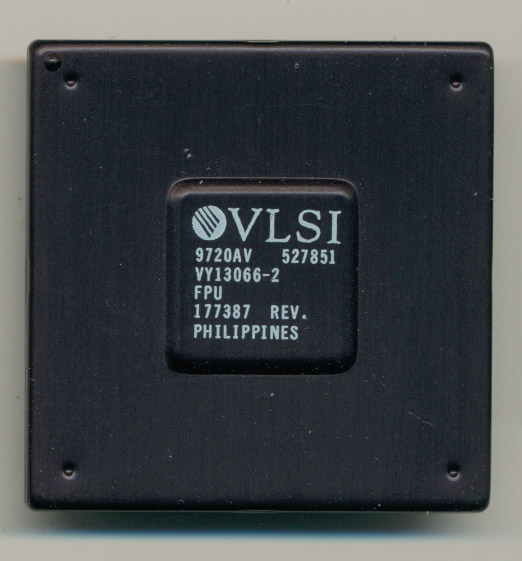 VLSI
9720AV 527851
VY13066-2
FPU
177387 REV.
PHILIPPINES